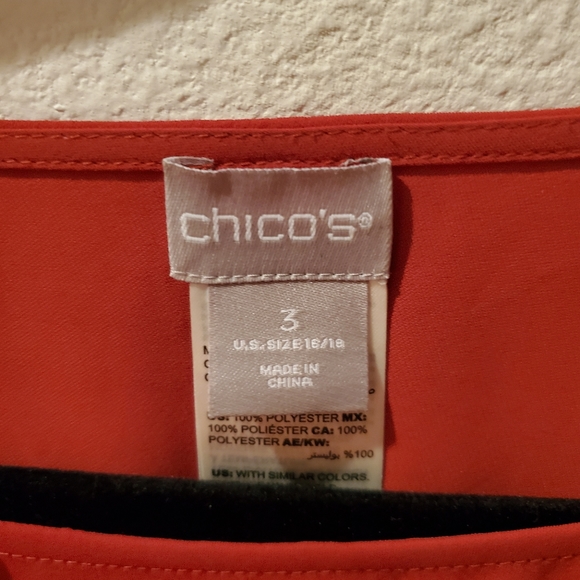 chico's®
3
U.S. SIZE 16/18
MADE IN
CHINA
US: 100% POLYESTER MX:
100% POLIÉSTER CA: 100%
POLYESTER AE/KW:
%100 بوليستر
US: WITH SIMILAR COLORS.